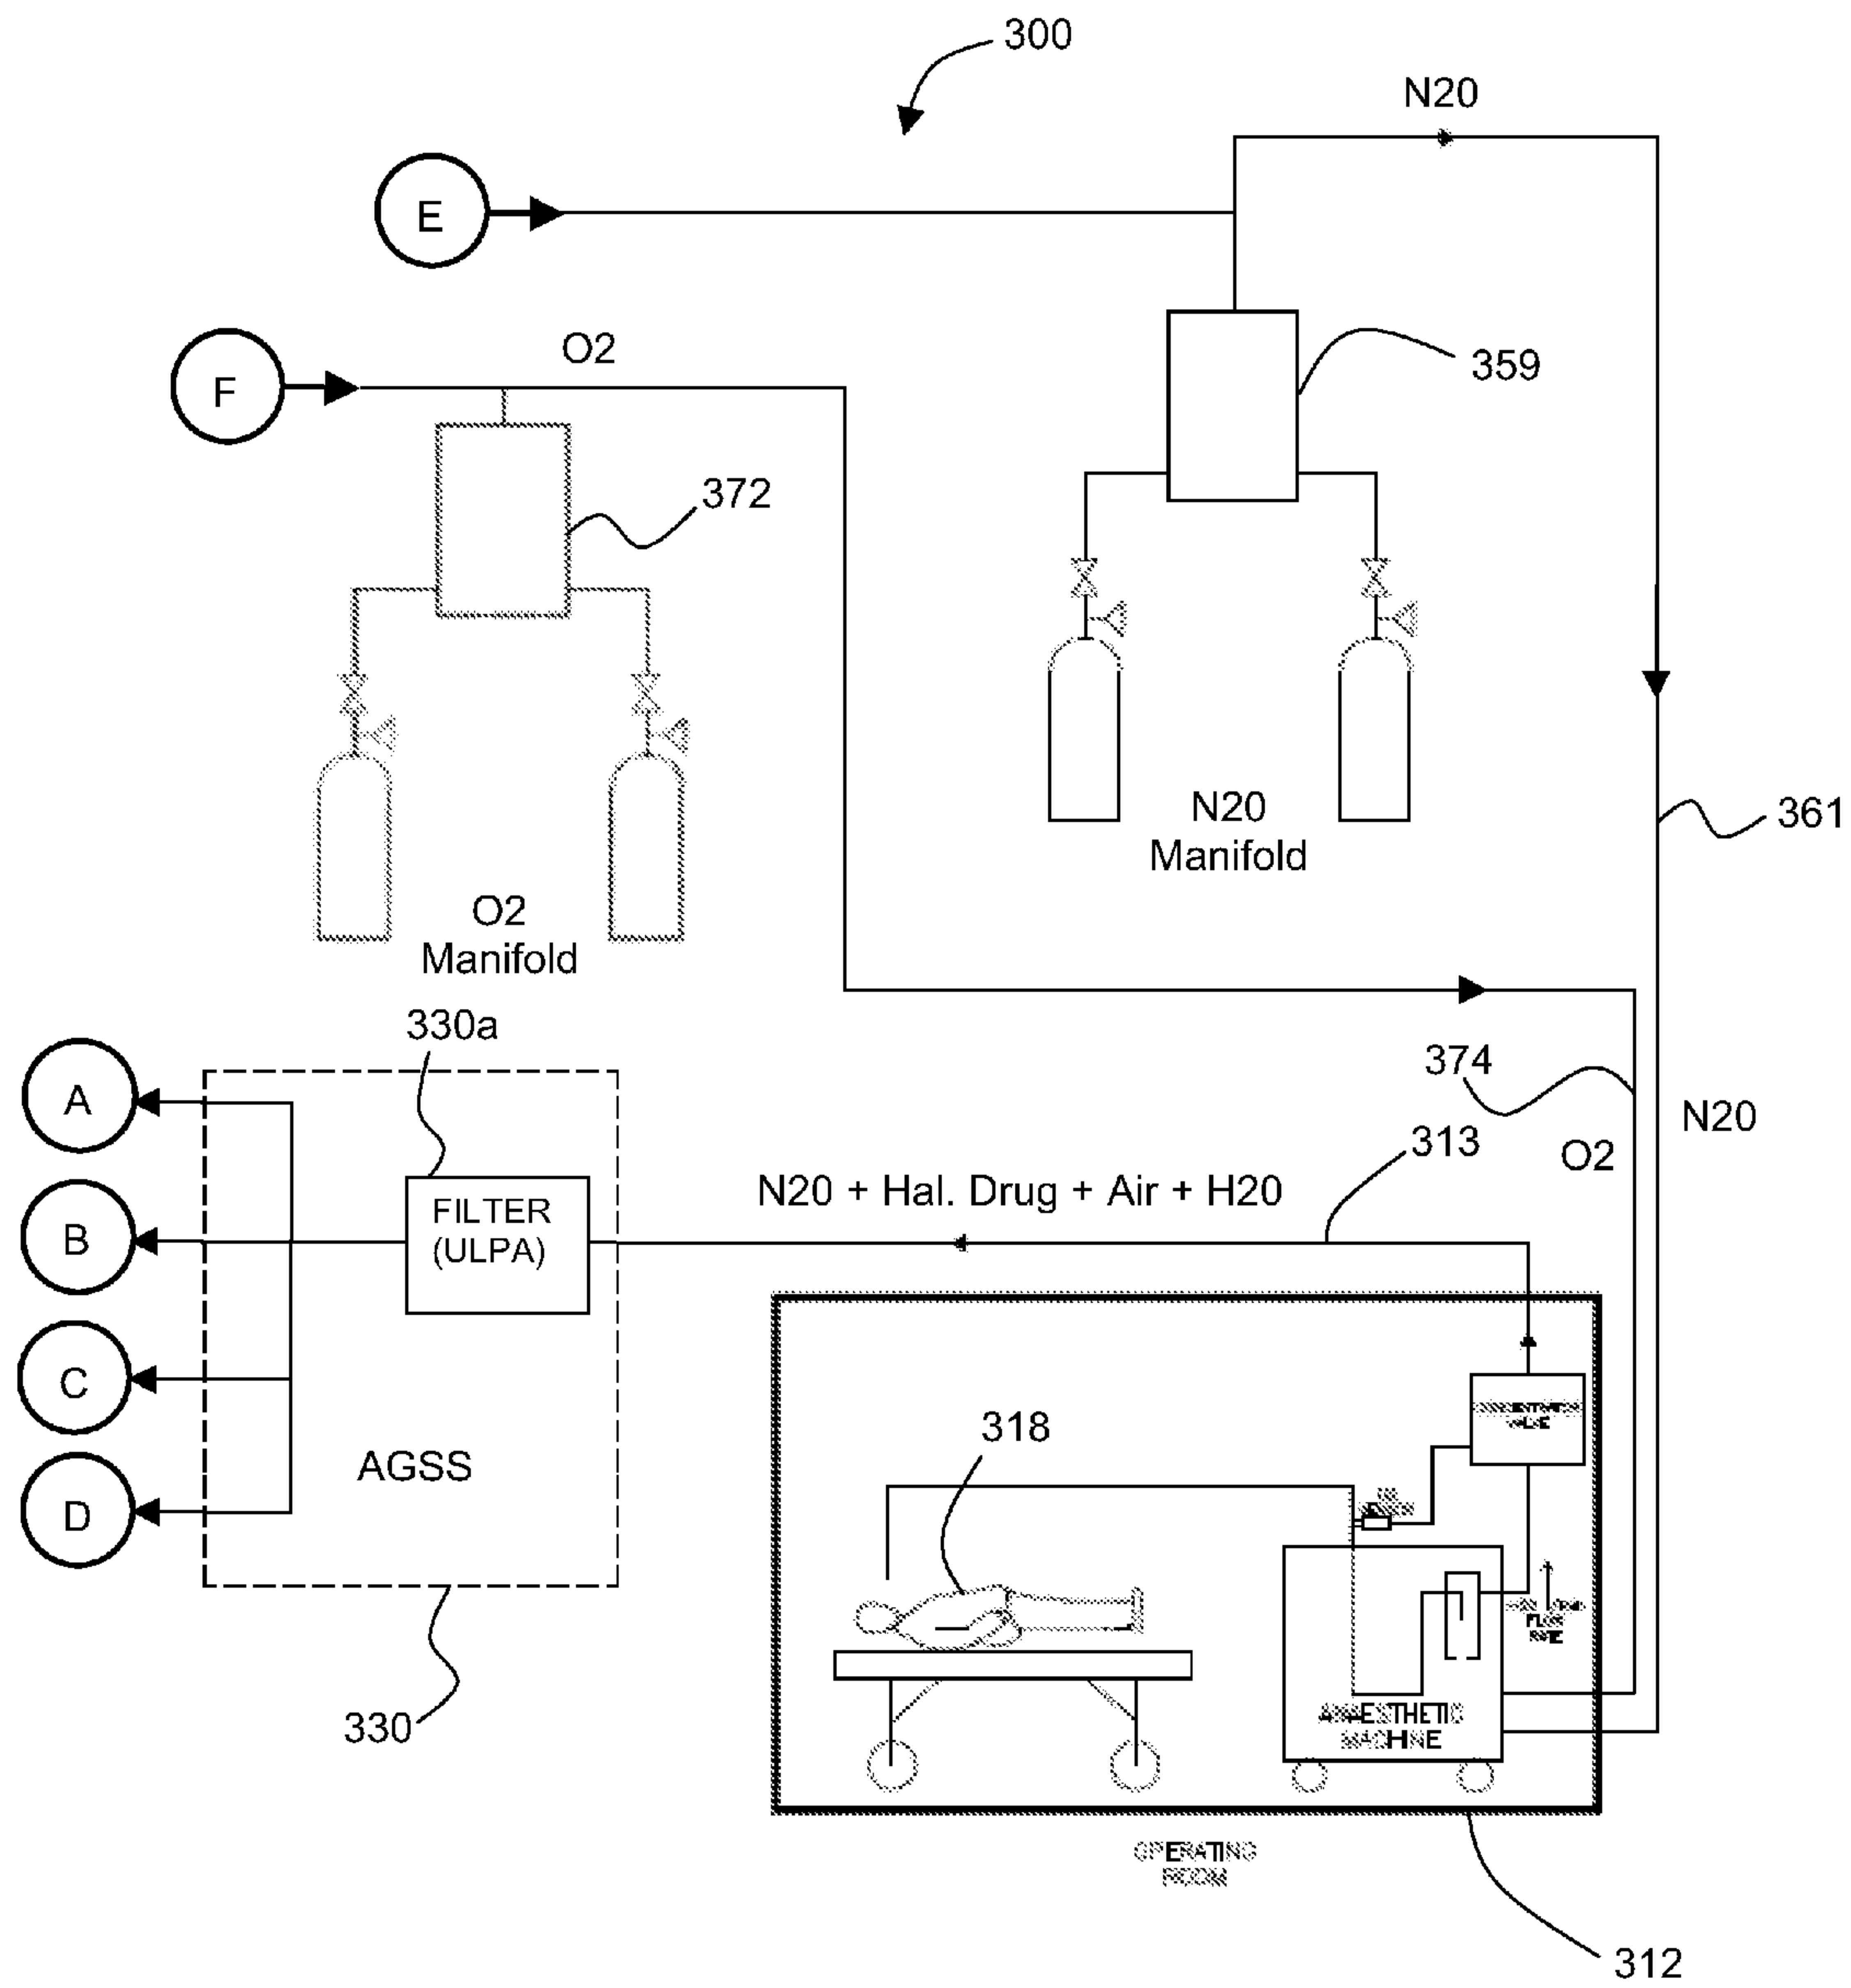 300
N20
E
F
O2
359
372
361
N20
Manifold
O2
Manifold
330a
374
A
N20
313
O2
N20 + Hal. Drug + Air + H20
FILTER
(ULPA)
B
C
VALVE
318
AGSS
D
330
ANAESTHETIC
MACHINE
OPERATING
ROOM
312